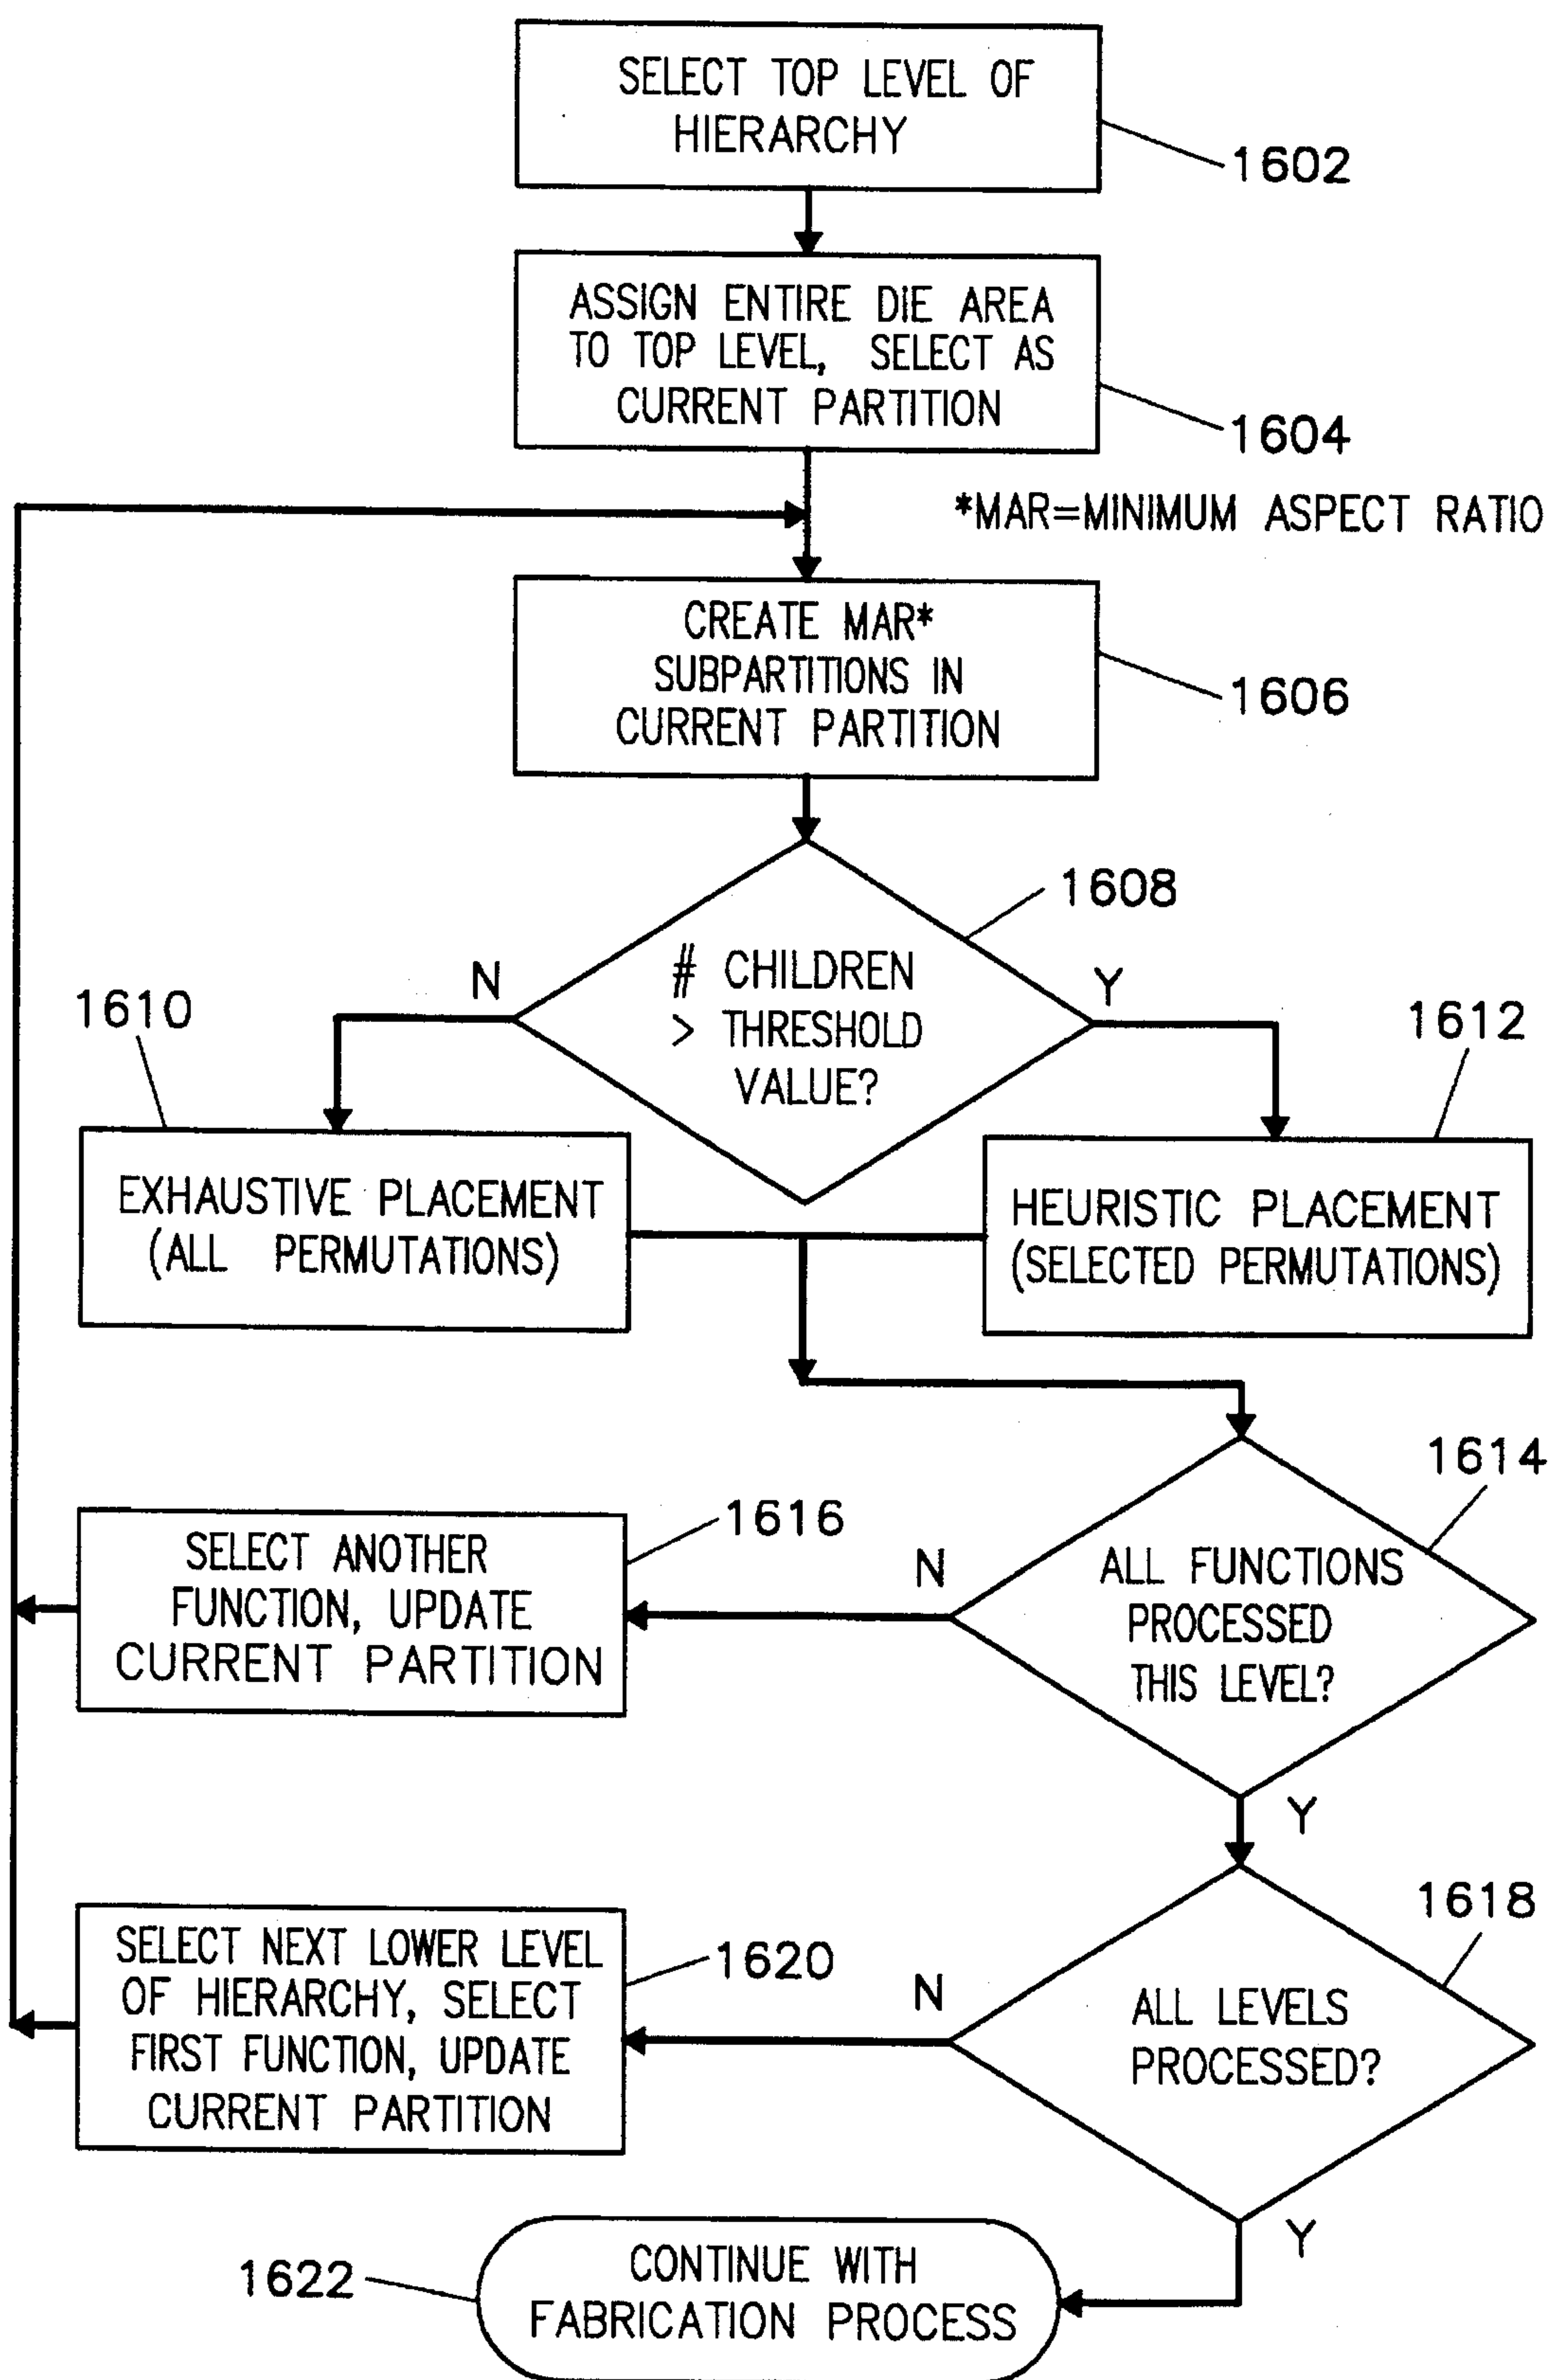 SELECT TOP LEVEL OF
HIERARCHY
1602
ASSIGN ENTIRE DIE AREA
TO TOP LEVEL, SELECT AS
CURRENT PARTITION
1604
*MAR=MINIMUM ASPECT RATIO
CREATE MAR*
SUBPARTITIONS IN
CURRENT PARTITION
1606
1608
# CHILDREN
> THRESHOLD
VALUE?
N
Y
1610
1612
EXHAUSTIVE PLACEMENT
(ALL PERMUTATIONS)
HEURISTIC PLACEMENT
(SELECTED PERMUTATIONS)
1614
ALL FUNCTIONS
PROCESSED
THIS LEVEL?
N
1616
SELECT ANOTHER
FUNCTION, UPDATE
CURRENT PARTITION
Y
1618
ALL LEVELS
PROCESSED?
N
1620
SELECT NEXT LOWER LEVEL
OF HIERARCHY, SELECT
FIRST FUNCTION, UPDATE
CURRENT PARTITION
Y
1622
CONTINUE WITH
FABRICATION PROCESS